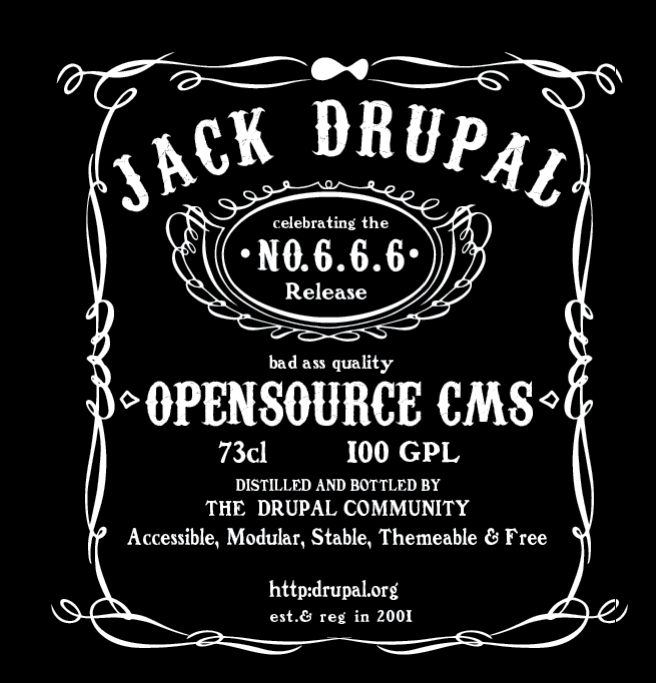 JACK DRUPAL
celebrating the
·NO.6.6.6·
Release
bad ass quality
OPENSOURCE CMS
73cl 100 GPL
DISTILLED AND BOTTLED BY
THE DRUPAL COMMUNITY
Accessible, Modular, Stable, Themeable & Free
http:drupal.org
est.& reg in 2001